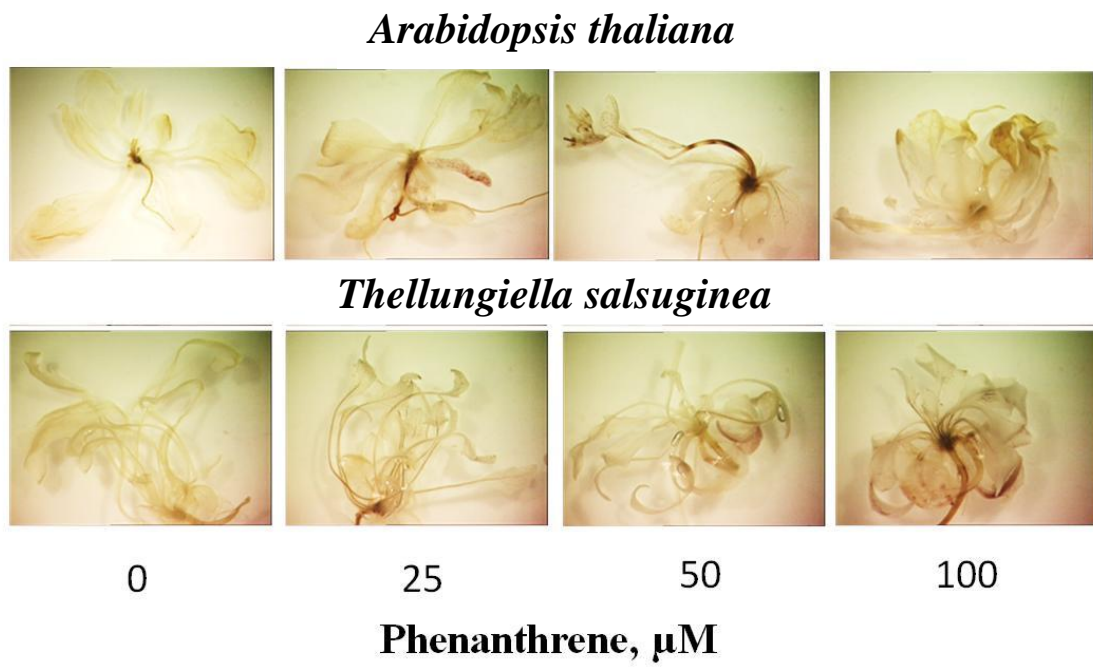 Arabidopsis thaliana
Thellungiella salsuginea
0 25 50 100
Phenanthrene, µM